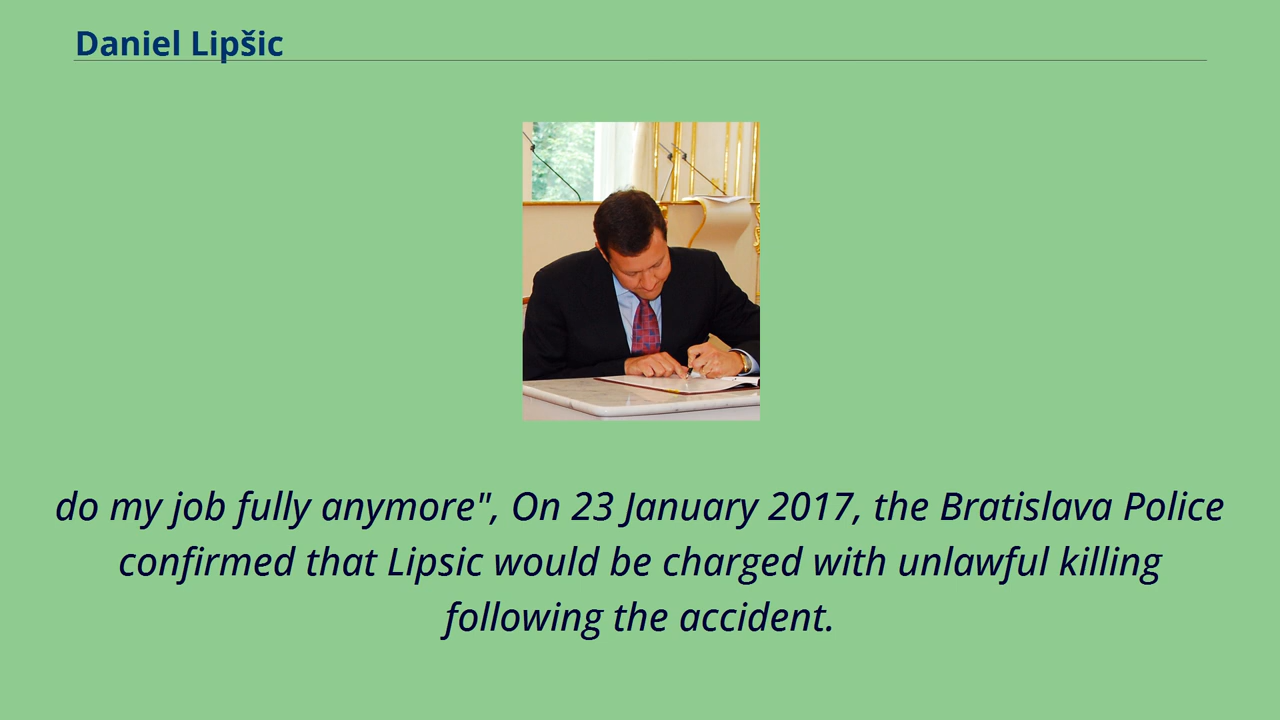 Daniel Lipšic
do my job fully anymore", On 23 January 2017, the Bratislava Police
confirmed that Lipsic would be charged with unlawful killing
following the accident.